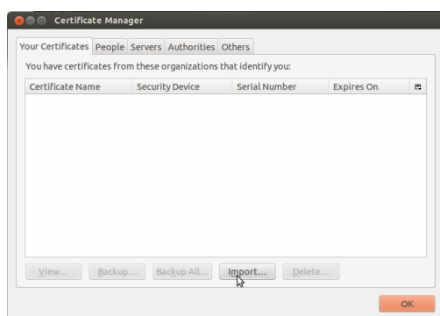 Certificate Manager
Your Certificates People Servers Authorities Others
You have certificates from these organizations that identify you:
Certificate Name Security Device Serial Number Expires On
View... Backup... Backup All... Import... Delete...
OK